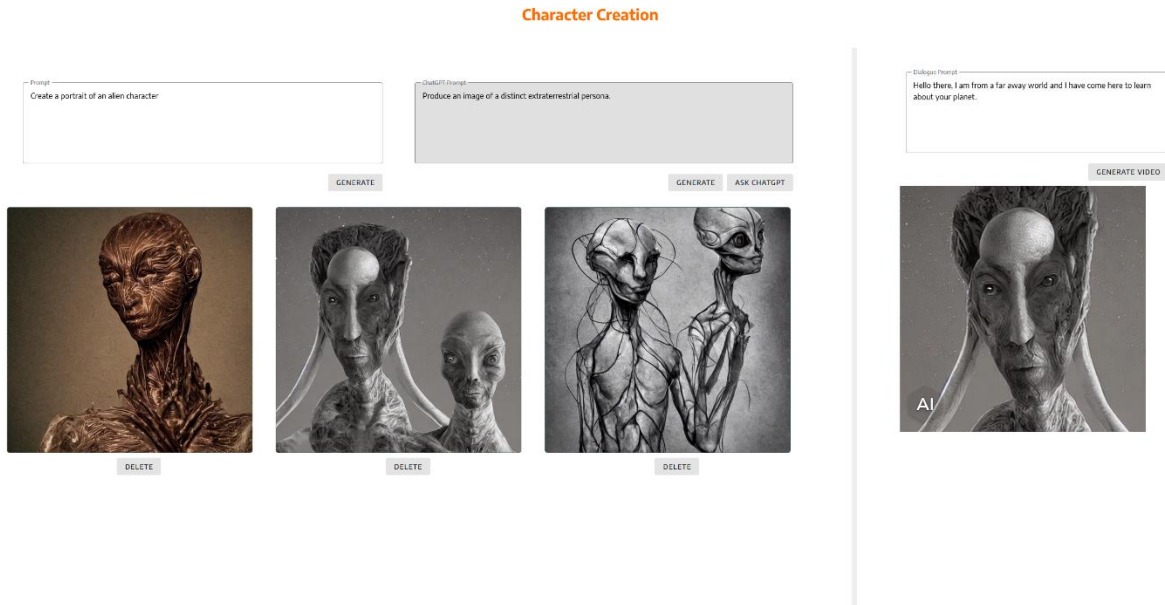 Character Creation
Prompt
Create a portrait of an alien character
GENERATE
ChatGPT Prompt
Produce an image of a distinct extraterrestrial persona.
GENERATE ASK CHATGPT
DELETE
DELETE
DELETE
Dialogue Prompt
Hello there, I am from a far away world and I have come here to learn
about your planet.
GENERATE VIDEO
AI